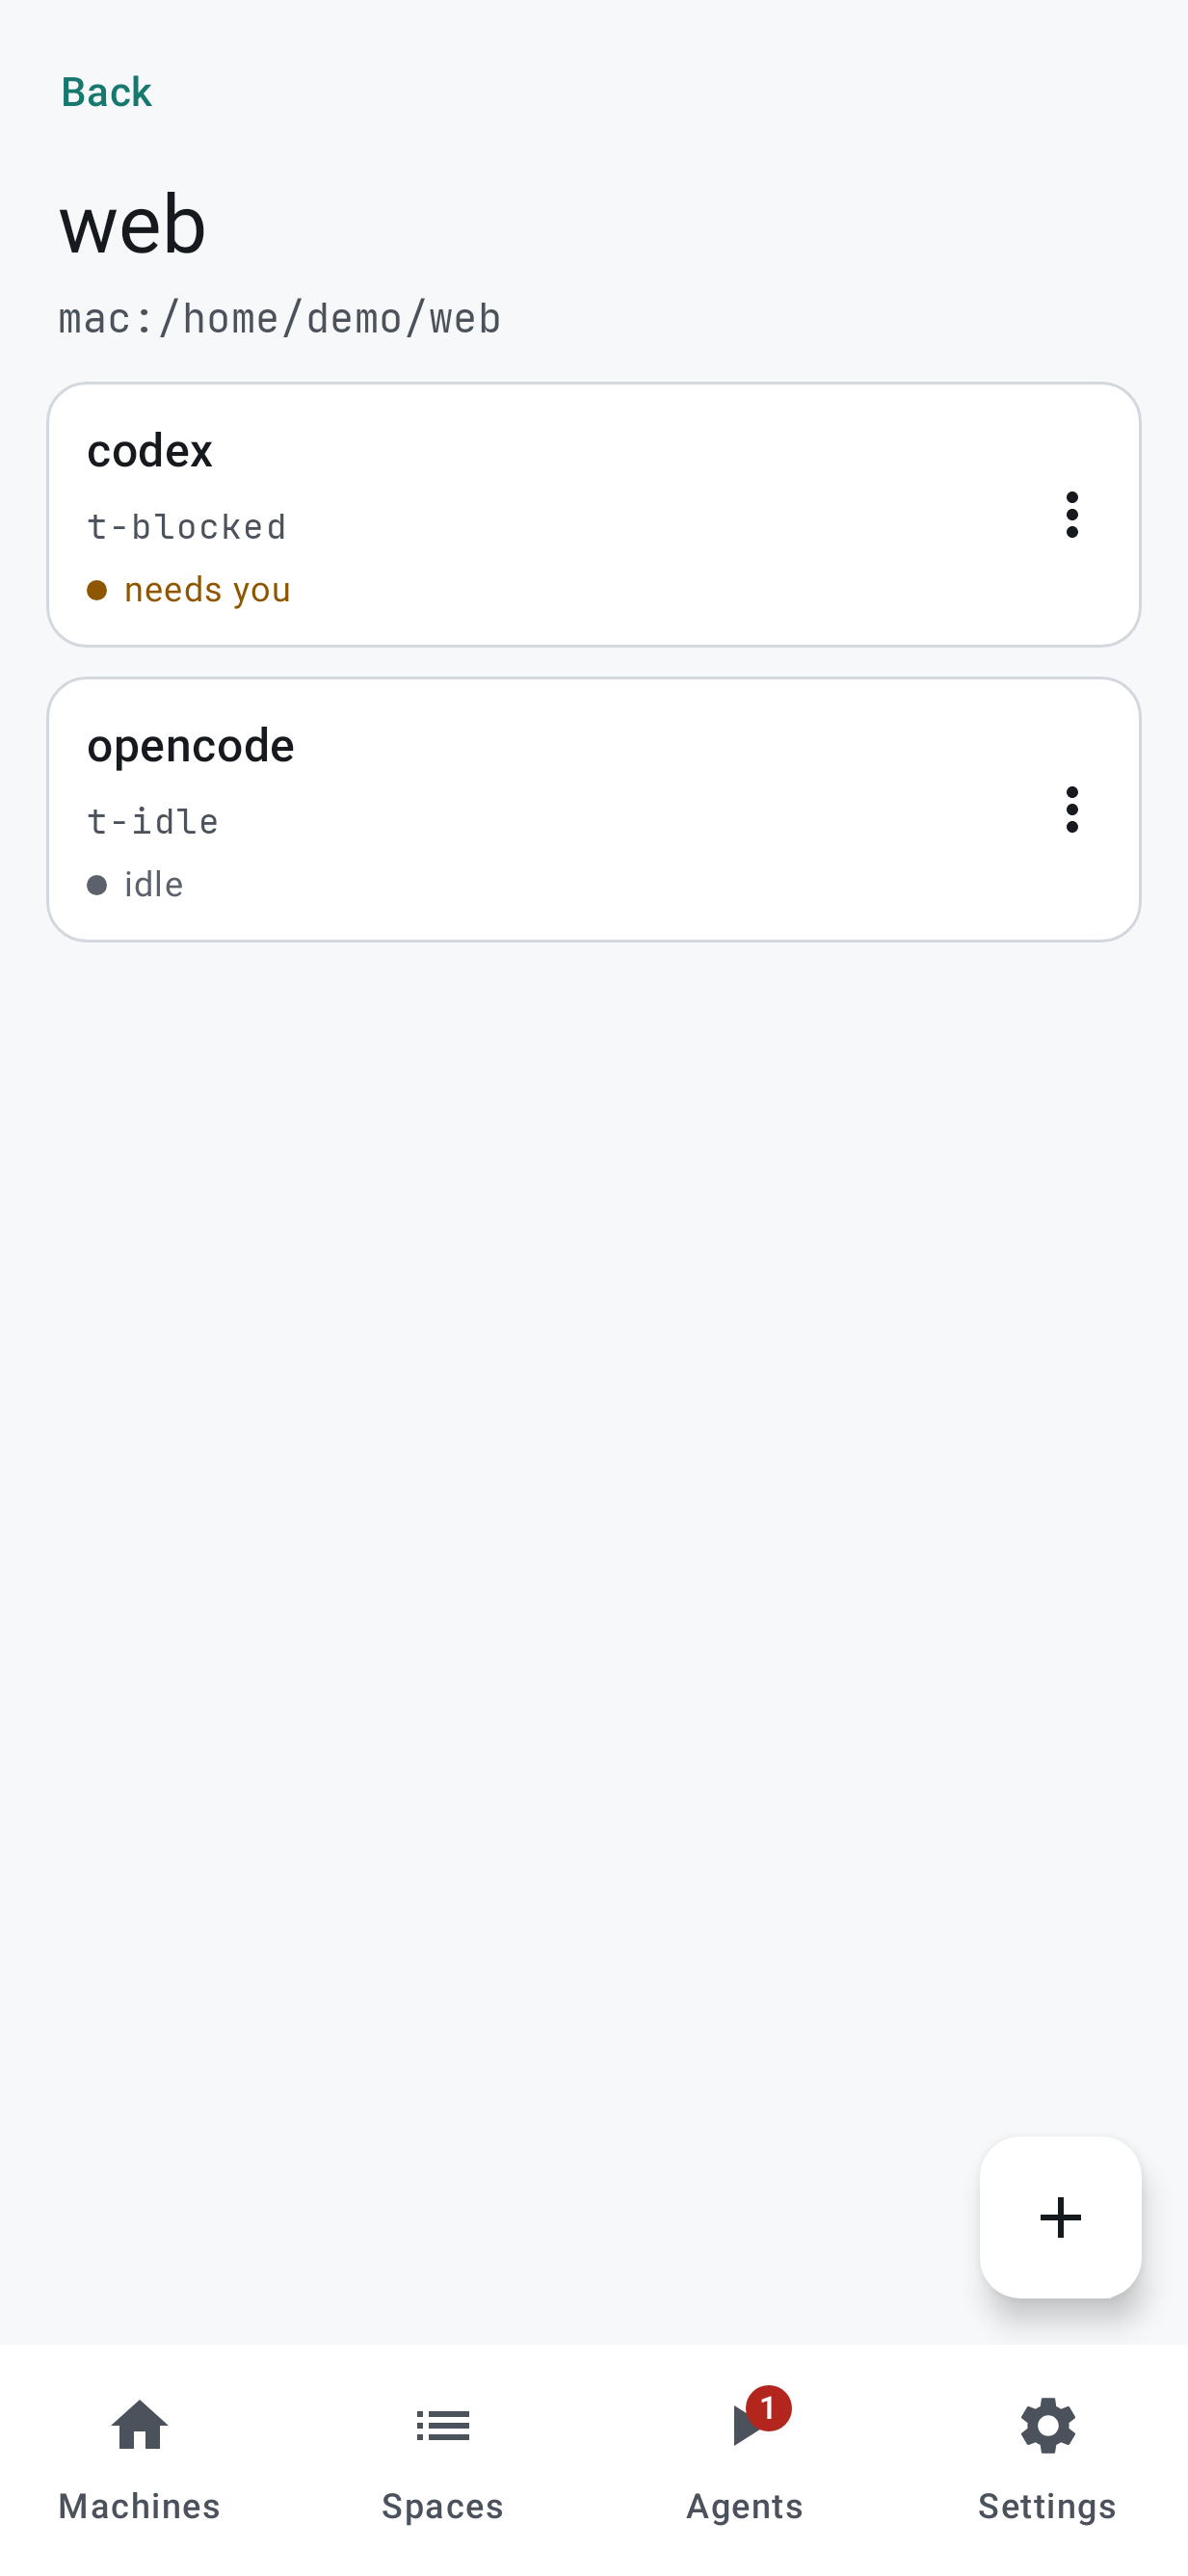 Back
web
mac:/home/demo/web
codex
t-blocked
needs you
opencode
t-idle
idle
1
Machines
Spaces
Agents
Settings